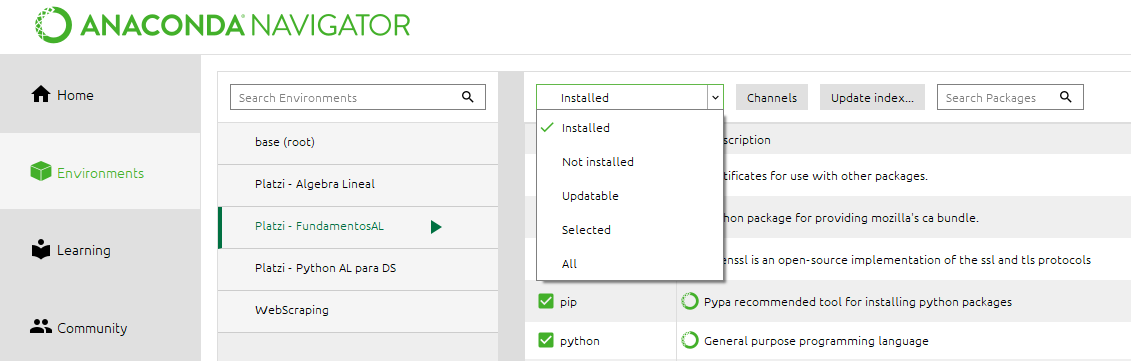 ANACONDA NAVIGATOR
Home
Environments
Learning
Community
Search Environments
base (root)
Platzi - Algebra Lineal
Platzi - FundamentosAL
Platzi - Python AL para DS
WebScraping
Installed
Channels
Update index...
Search Packages
Installed
Not installed
Updatable
Selected
All
scription
tificates for use with other packages.
hon package for providing mozilla's ca bundle.
enssl is an open-source implementation of the ssl and tls protocols
pip
Pypa recommended tool for installing python packages
python
General purpose programming language